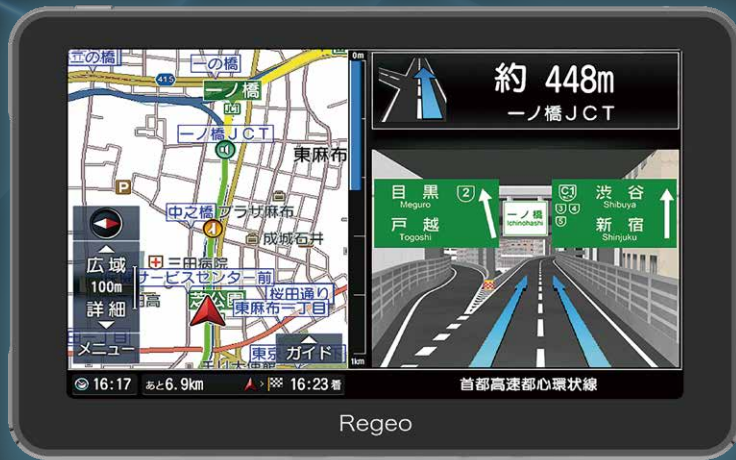 一の橋
415
一ノ橋
JCT
一ノ橋ＪＣＴ
東麻布
P
中之橋
プラザ麻布
成城石井
広域
100m
詳細
メニュー
三田病院
サービスセンター前
芝公園
桜田通り
東麻布一丁目
ガイド
0m
1km
16:17
あと6.9km
16:23着
約 448m
一ノ橋ＪＣＴ
目黒
Meguro
2
戸越
Togoshi
一ノ橋
Ichinohashi
C1
渋谷
Shibuya
3 4
5
新宿
Shinjuku
首都高速都心環状線
Regeo